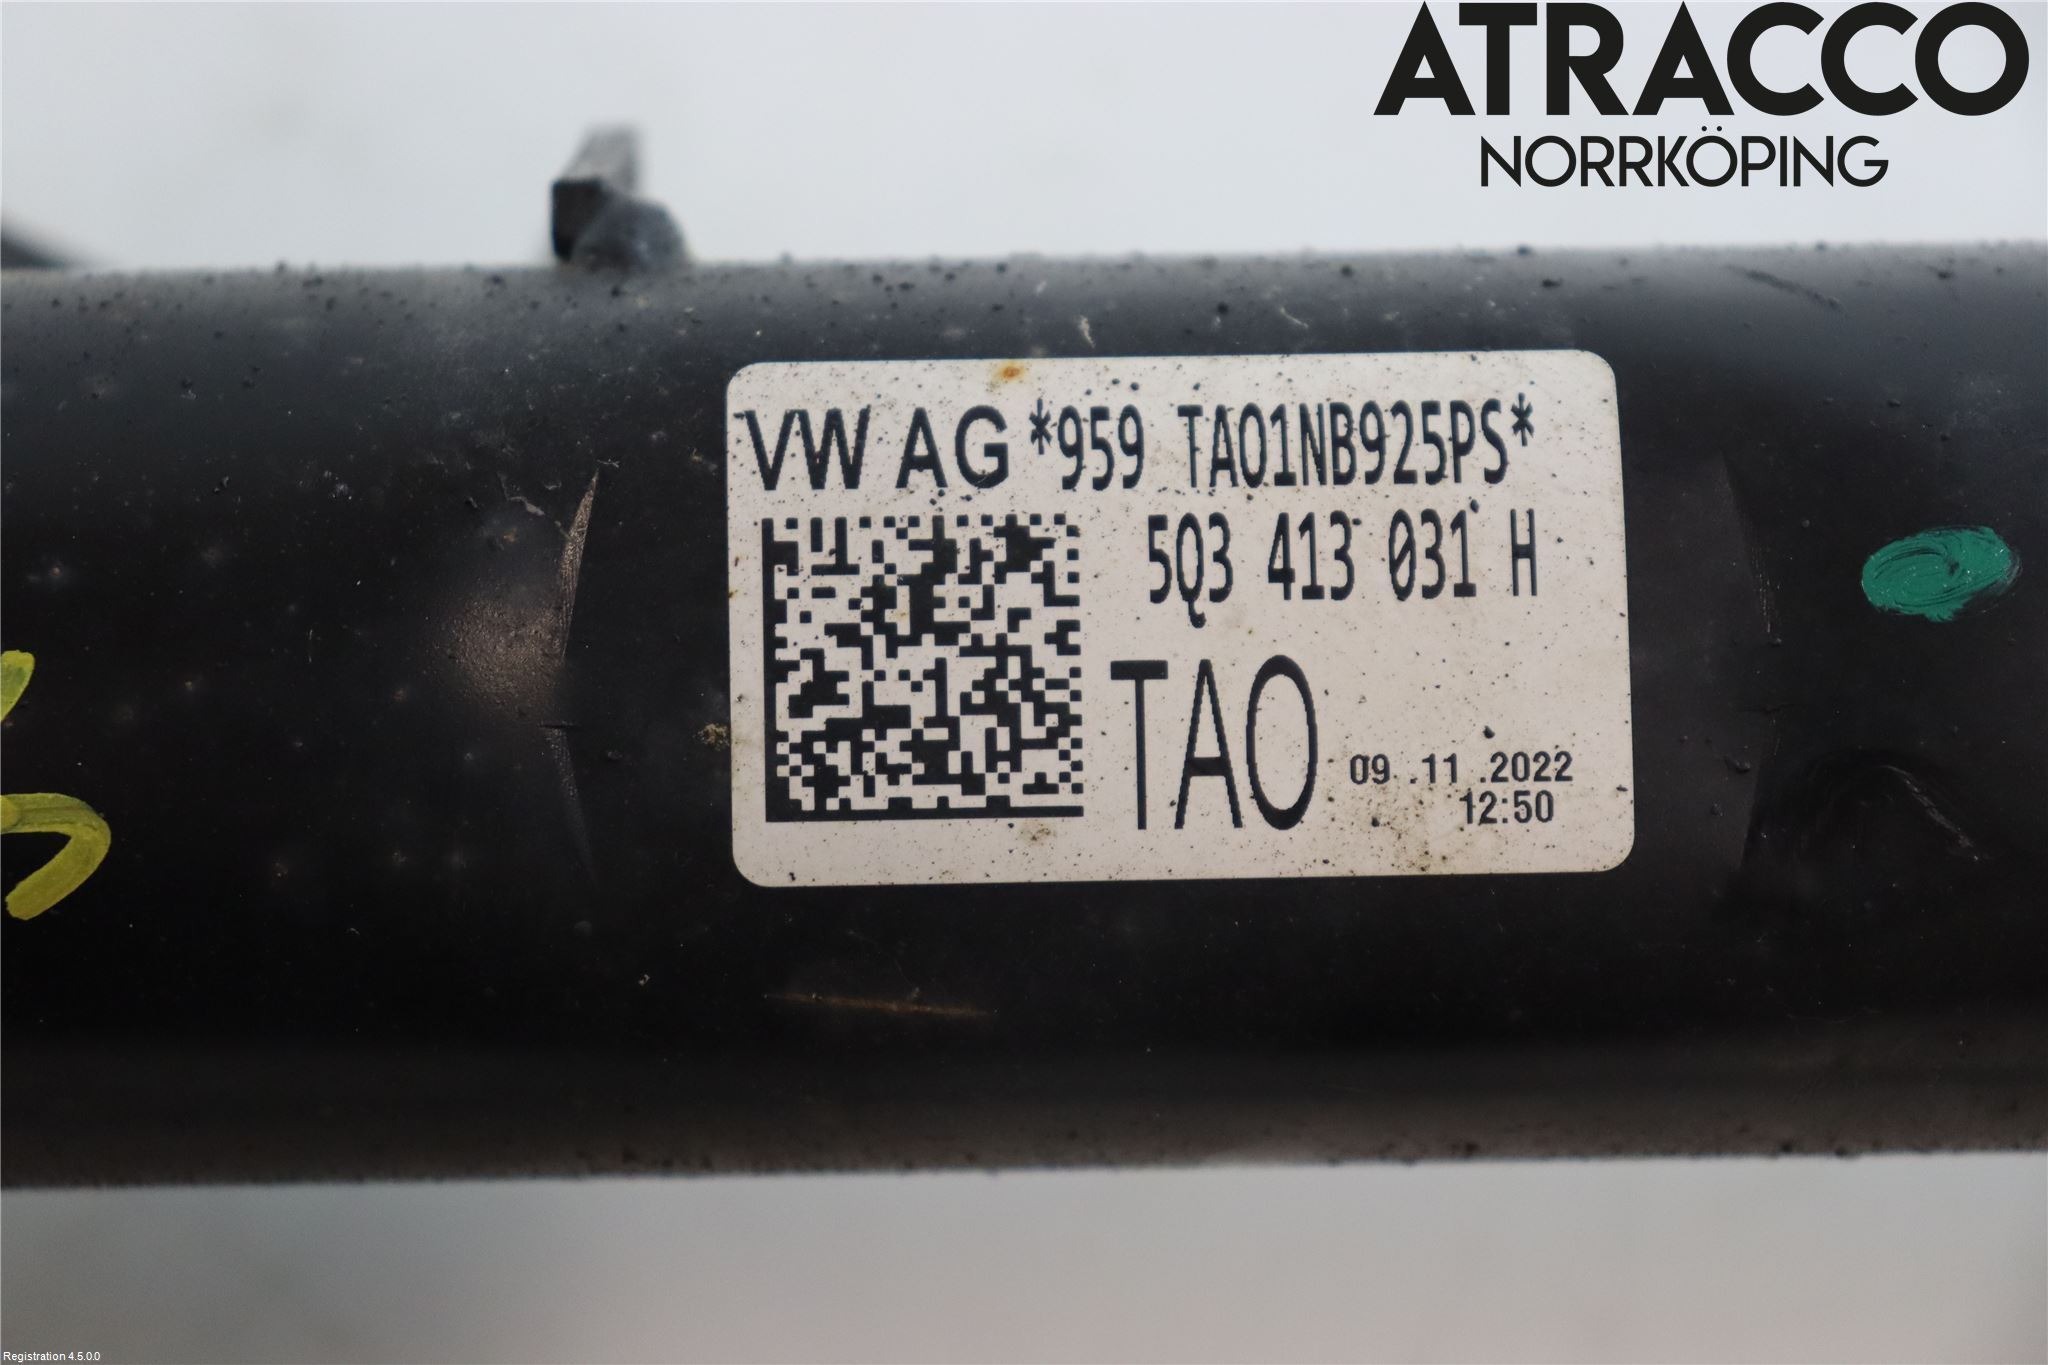 ATRACCO
NORRKÖPING
VW AG *959 TAO1NB925PS*
5Q3 413 031 H
TAO
09.11.2022
12:50
Registration 4.5.0.0